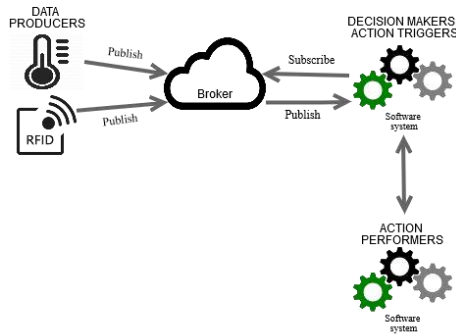 DATA
PRODUCERS
Publish
RFID
Publish
Broker
Subscribe
Publish
DECISION MAKERS
ACTION TRIGGERS
Software
system
ACTION
PERFORMERS
Software
system